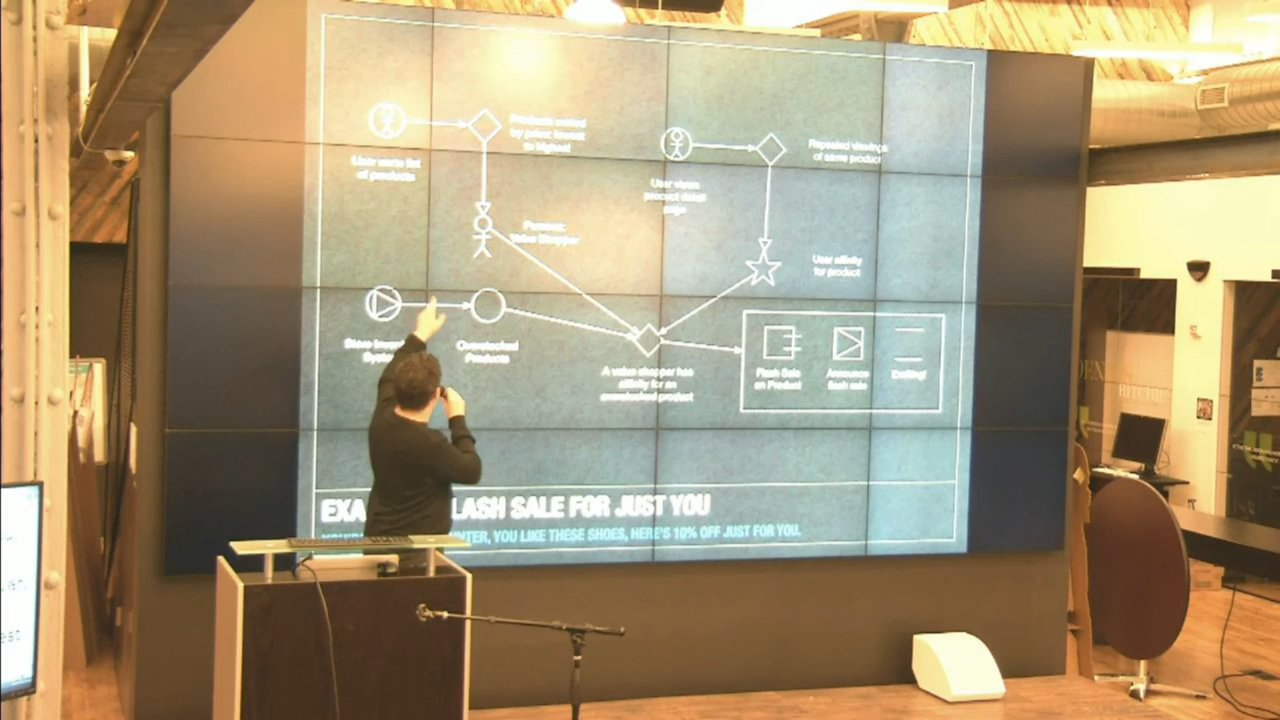 Products sorted
by price: lowest
to highest
User sorts list
of products
Repeated viewings
of same product
User views
product detail
page
Persona:
Value Shopper
User affinity
for product
Store
Syste
Overstocked
Products
A value shopper has
affinity for an
overstocked product
Flash Sale
on Product
Announce
flash sale
Exciting!
EXA LASH SALE FOR JUST YOU
NTER, YOU LIKE THESE SHOES, HERE'S 10% OFF JUST FOR YOU.